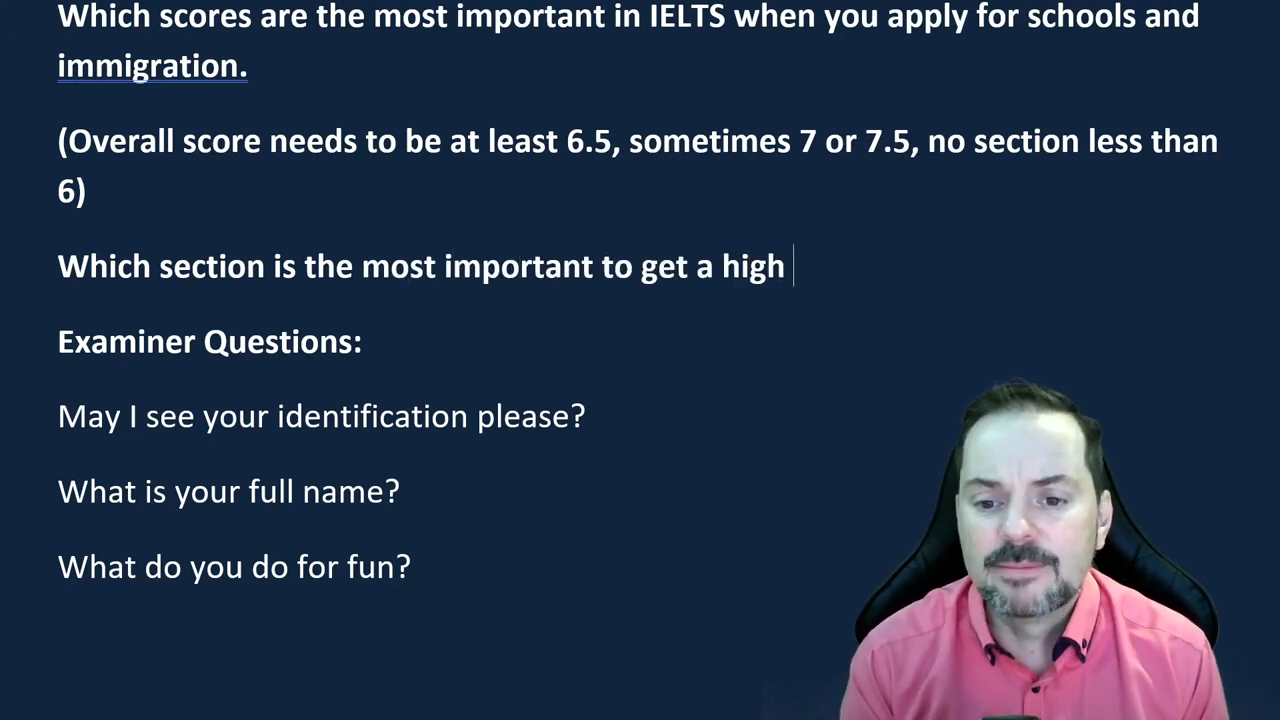 Which scores are the most important in IELTS when you apply for schools and
immigration.
(Overall score needs to be at least 6.5, sometimes 7 or 7.5, no section less than
6)
Which section is the most important to get a high
Examiner Questions:
May I see your identification please?
What is your full name?
What do you do for fun?